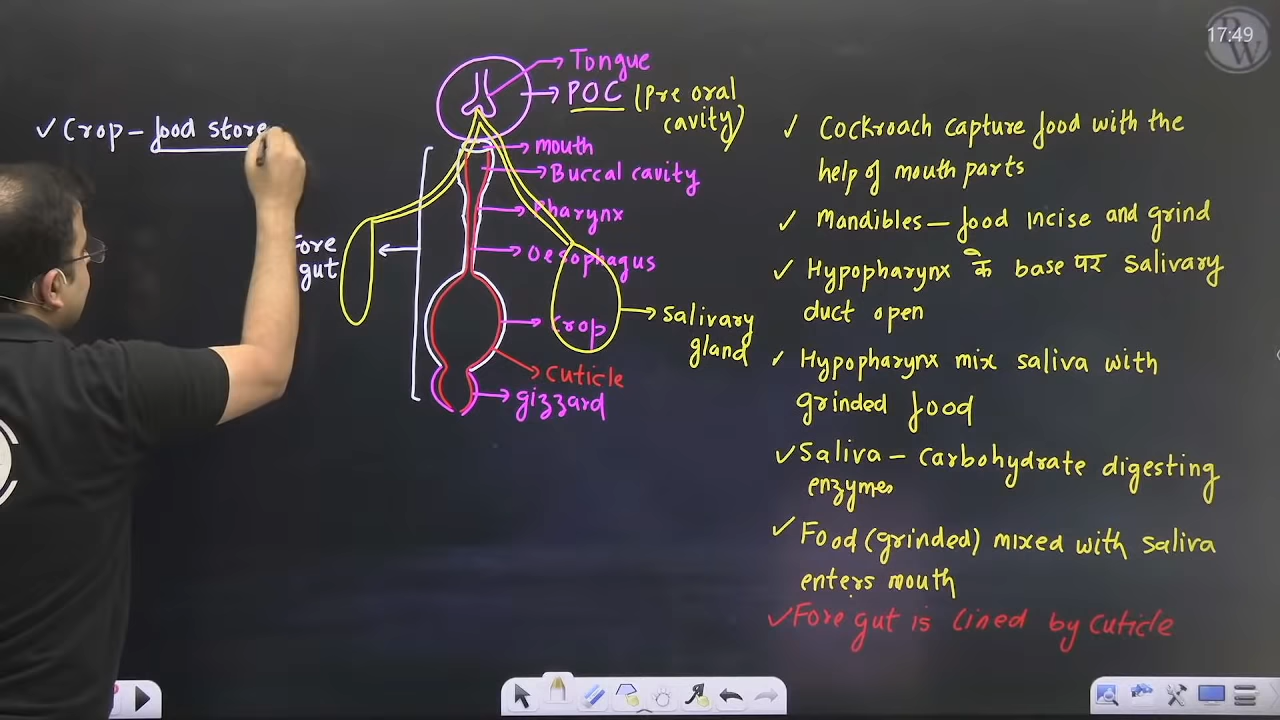 17:49
PW
✓ Crop – food store
Tongue
POC (Pre oral
cavity)
mouth
Buccal cavity
Pharynx
Oesophagus
Fore
gut
Crop
Salivary
gland
cuticle
gizzard
✓ Cockroach capture food with the
help of mouth parts
✓ Mandibles – food incise and grind
✓ Hypopharynx के base पर salivary
duct open
✓ Hypopharynx mix saliva with
grinded food
✓ Saliva – carbohydrate digesting
enzymes
✓ Food (grinded) mixed with saliva
enters mouth
✓ Fore gut is lined by cuticle